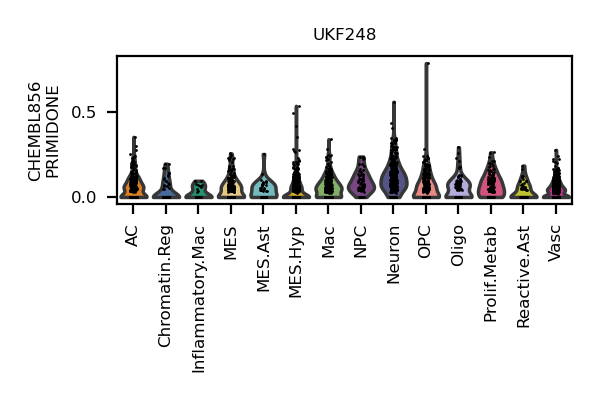 UKF248
CHEMBL856
PRIMIDONE
0.5
0.0
AC
Chromatin.Reg
Inflammatory.Mac
MES
MES.Ast
MES.Hyp
Mac
NPC
Neuron
OPC
Oligo
Prolif.Metab
Reactive.Ast
Vasc